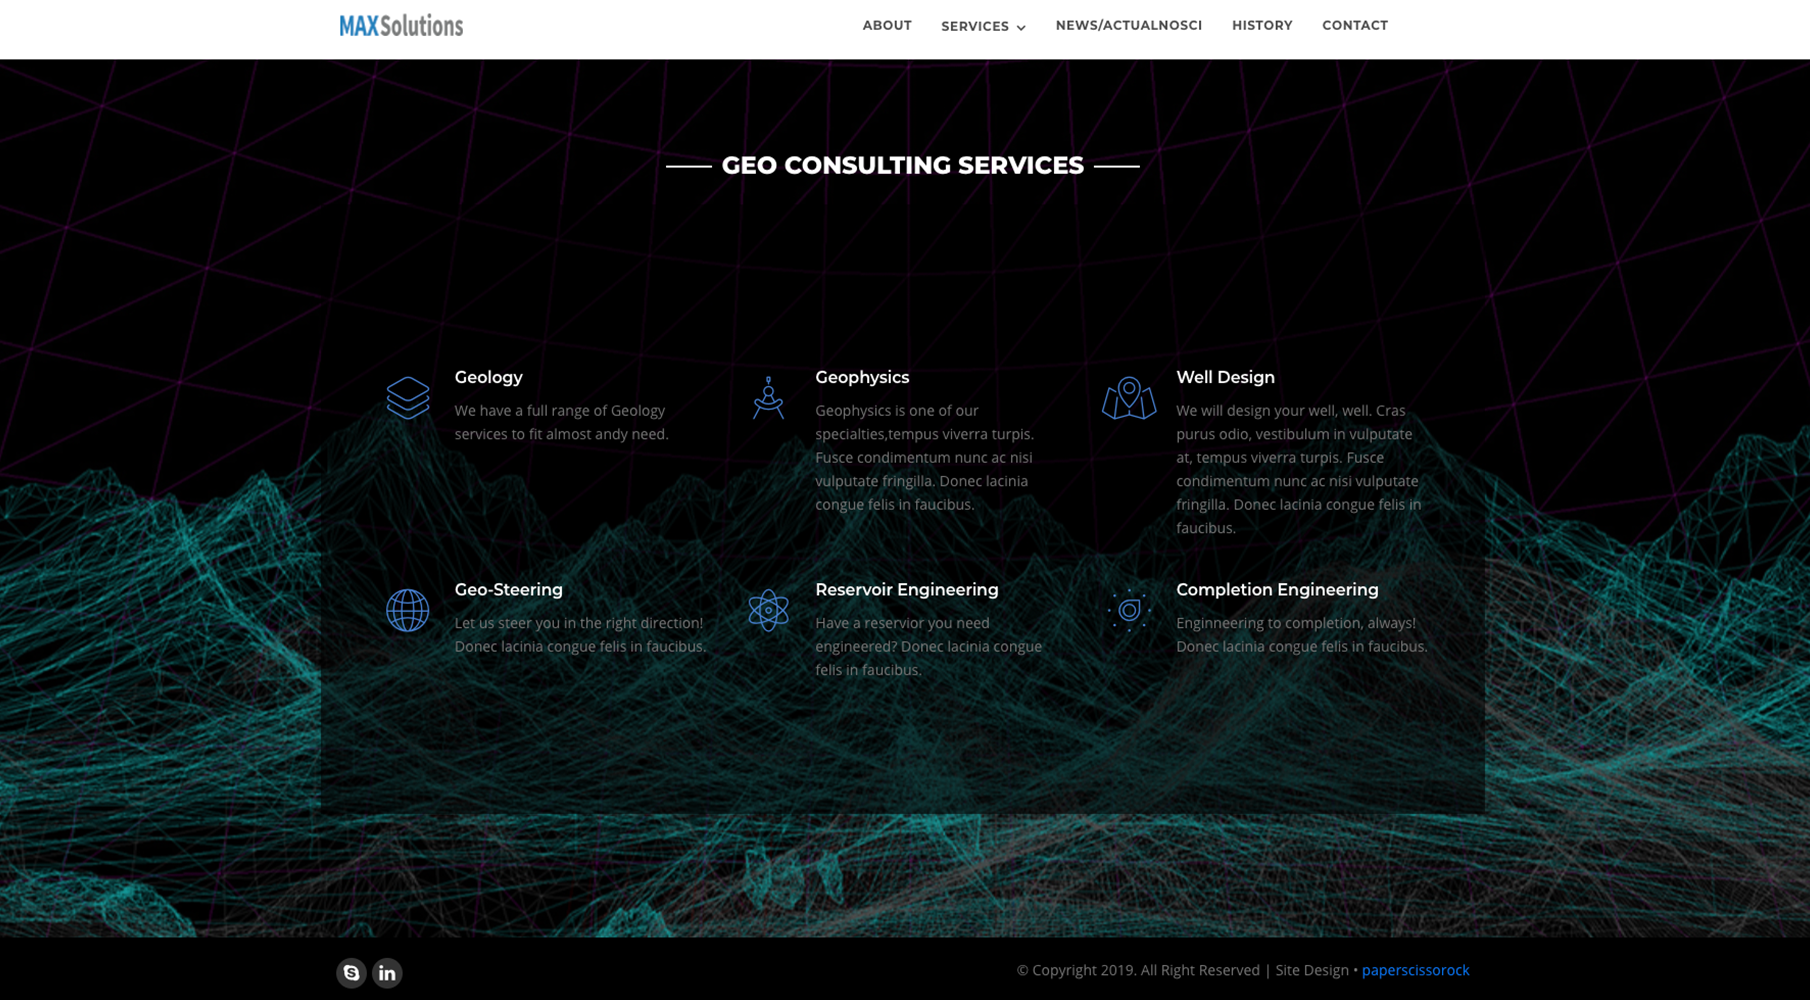 MAXSolutions
ABOUT
SERVICES
NEWS/ACTUALNOSCI
HISTORY
CONTACT
GEO CONSULTING SERVICES
Geology
We have a full range of Geology
services to fit almost andy need.
Geophysics
Geophysics is one of our
specialties,tempus viverra turpis.
Fusce condimentum nunc ac nisi
vulputate fringilla. Donec lacinia
congue felis in faucibus.
Well Design
We will design your well, well. Cras
purus odio, vestibulum in vulputate
at, tempus viverra turpis. Fusce
condimentum nunc ac nisi vulputate
fringilla. Donec lacinia congue felis in
faucibus.
Geo-Steering
Let us steer you in the right direction!
Donec lacinia congue felis in faucibus.
Reservoir Engineering
Have a reservior you need
engineered? Donec lacinia congue
felis in faucibus.
Completion Engineering
Enginneering to completion, always!
Donec lacinia congue felis in faucibus.
© Copyright 2019. All Right Reserved | Site Design • paperscissorock